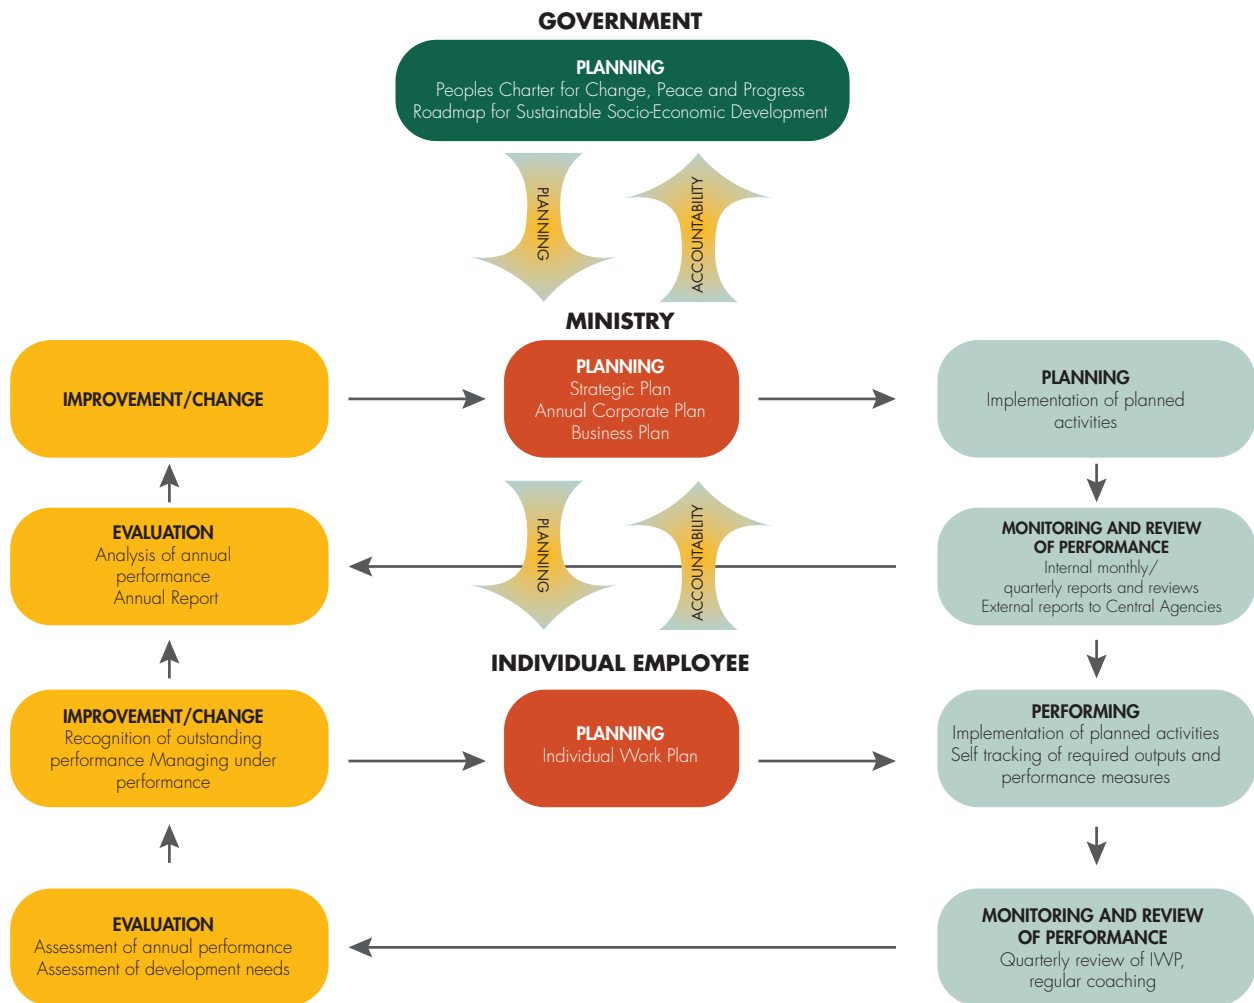 GOVERNMENT
PLANNING
Peoples Charter for Change, Peace and Progress
Roadmap for Sustainable Socio-Economic Development
PLANNING
ACCOUNTABILITY
MINISTRY
IMPROVEMENT/CHANGE
PLANNING
Strategic Plan
Annual Corporate Plan
Business Plan
PLANNING
Implementation of planned
activities
EVALUATION
Analysis of annual
performance
Annual Report
PLANNING
ACCOUNTABILITY
MONITORING AND REVIEW
OF PERFORMANCE
Internal monthly/
quarterly reports and reviews
External reports to Central Agencies
INDIVIDUAL EMPLOYEE
IMPROVEMENT/CHANGE
Recognition of outstanding
performance Managing under
performance
PLANNING
Individual Work Plan
PERFORMING
Implementation of planned activities
Self tracking of required outputs and
performance measures
EVALUATION
Assessment of annual performance
Assessment of development needs
MONITORING AND REVIEW
OF PERFORMANCE
Quarterly review of IWP,
regular coaching